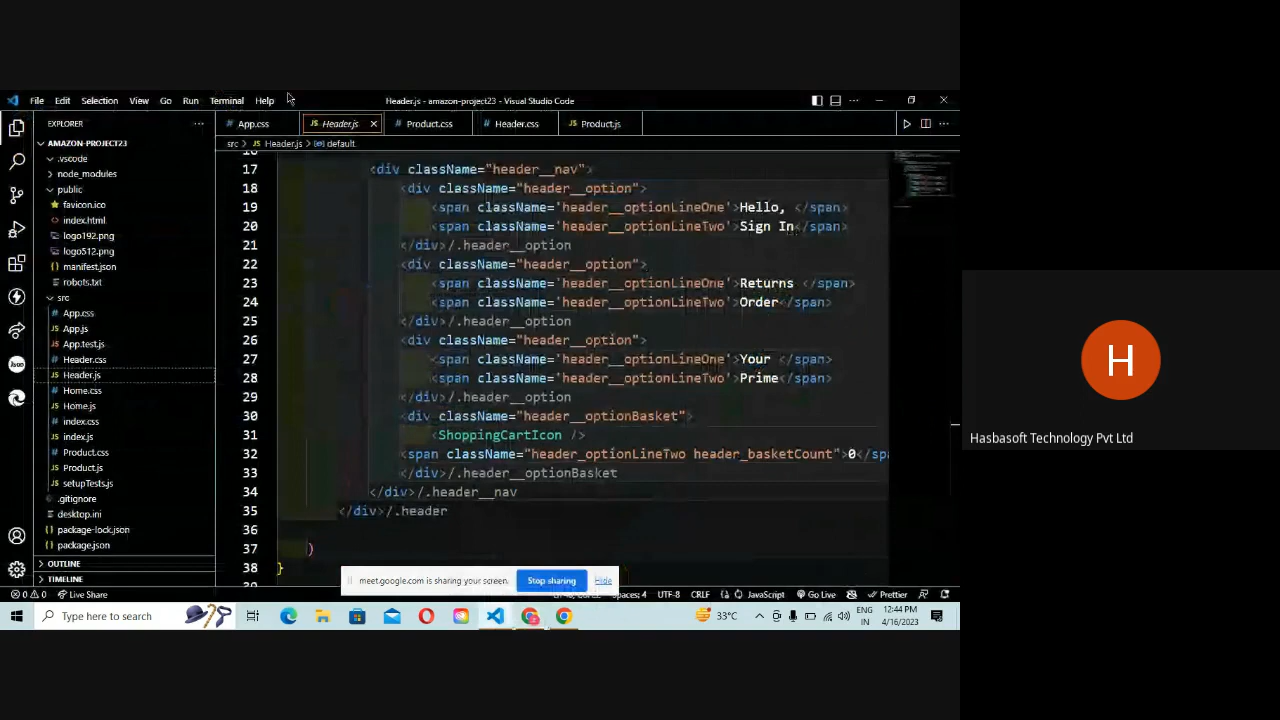 File Edit Selection View Go Run Terminal Help
Header.js - amazon-project23 - Visual Studio Code
EXPLORER
App.css
Header.js
Product.css
Header.css
Product.js
AMAZON-PROJECT23
src > Header.js > default
.vscode
node_modules
public
favicon.ico
index.html
logo192.png
logo512.png
manifest.json
robots.txt
src
App.css
App.js
App.test.js
Header.css
Header.js
Home.css
Home.js
index.css
index.js
Product.css
Product.js
setupTests.js
.gitignore
desktop.ini
package-lock.json
package.json
OUTLINE
TIMELINE
17 <div className="header__nav">
18 <div className="header__option">
19 <span className='header__optionLineOne'>Hello, </span>
20 <span className='header__optionLineTwo'>Sign In</span>
21 </div>/.header__option
22 <div className="header__option">
23 <span className='header__optionLineOne'>Returns </span>
24 <span className='header__optionLineTwo'>Order</span>
25 </div>/.header__option
26 <div className="header__option">
27 <span className='header__optionLineOne'>Your </span>
28 <span className='header__optionLineTwo'>Prime</span>
29 </div>/.header__option
30 <div className="header__optionBasket">
31 <ShoppingCartIcon />
32 <span className="header_optionLineTwo header_basketCount">0</spa
33 </div>/.header__optionBasket
34 </div>/.header__nav
35 </div>/.header
36
37 )
38 }
meet.google.com is sharing your screen. Stop sharing Hide
0 0 Live Share
Spaces: 4 UTF-8 CRLF JavaScript Go Live Prettier
Type here to search
33°C
ENG
IN
12:44 PM
4/16/2023
H
Hasbasoft Technology Pvt Ltd